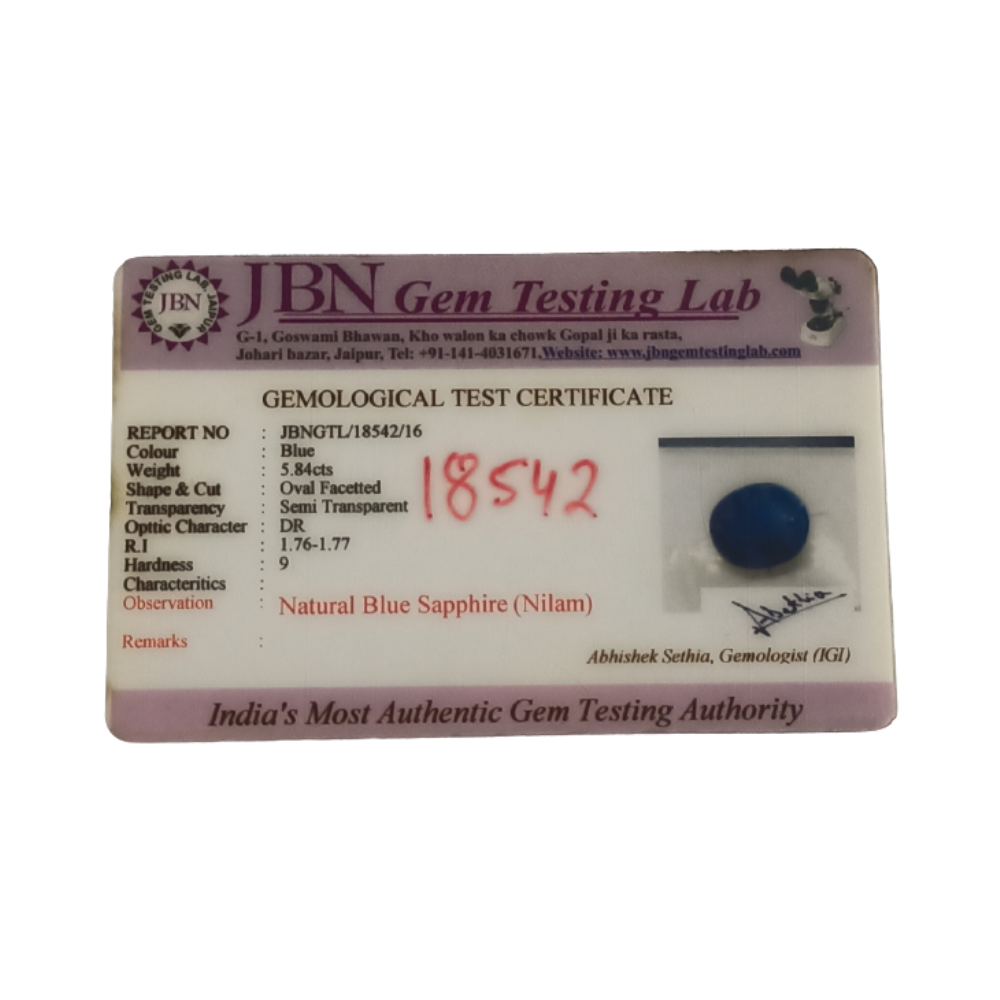 GEM TESTING LAB, JAIPUR
JBN
JBN Gem Testing Lab
G-1, Goswami Bhawan, Kho walon ka chowk Gopal ji ka rasta,
Johari bazar, Jaipur, Tel: +91-141-4031671,Website: www.jbngemtestinglab.com
GEMOLOGICAL TEST CERTIFICATE
REPORT NO : JBNGTL/18542/16
Colour : Blue
Weight : 5.84cts
Shape & Cut : Oval Facetted
Transparency : Semi Transparent
Opttic Character : DR
R.I : 1.76-1.77
Hardness : 9
Characteritics :
Observation : Natural Blue Sapphire (Nilam)
Remarks :
18542
Abethia
Abhishek Sethia, Gemologist (IGI)
India's Most Authentic Gem Testing Authority